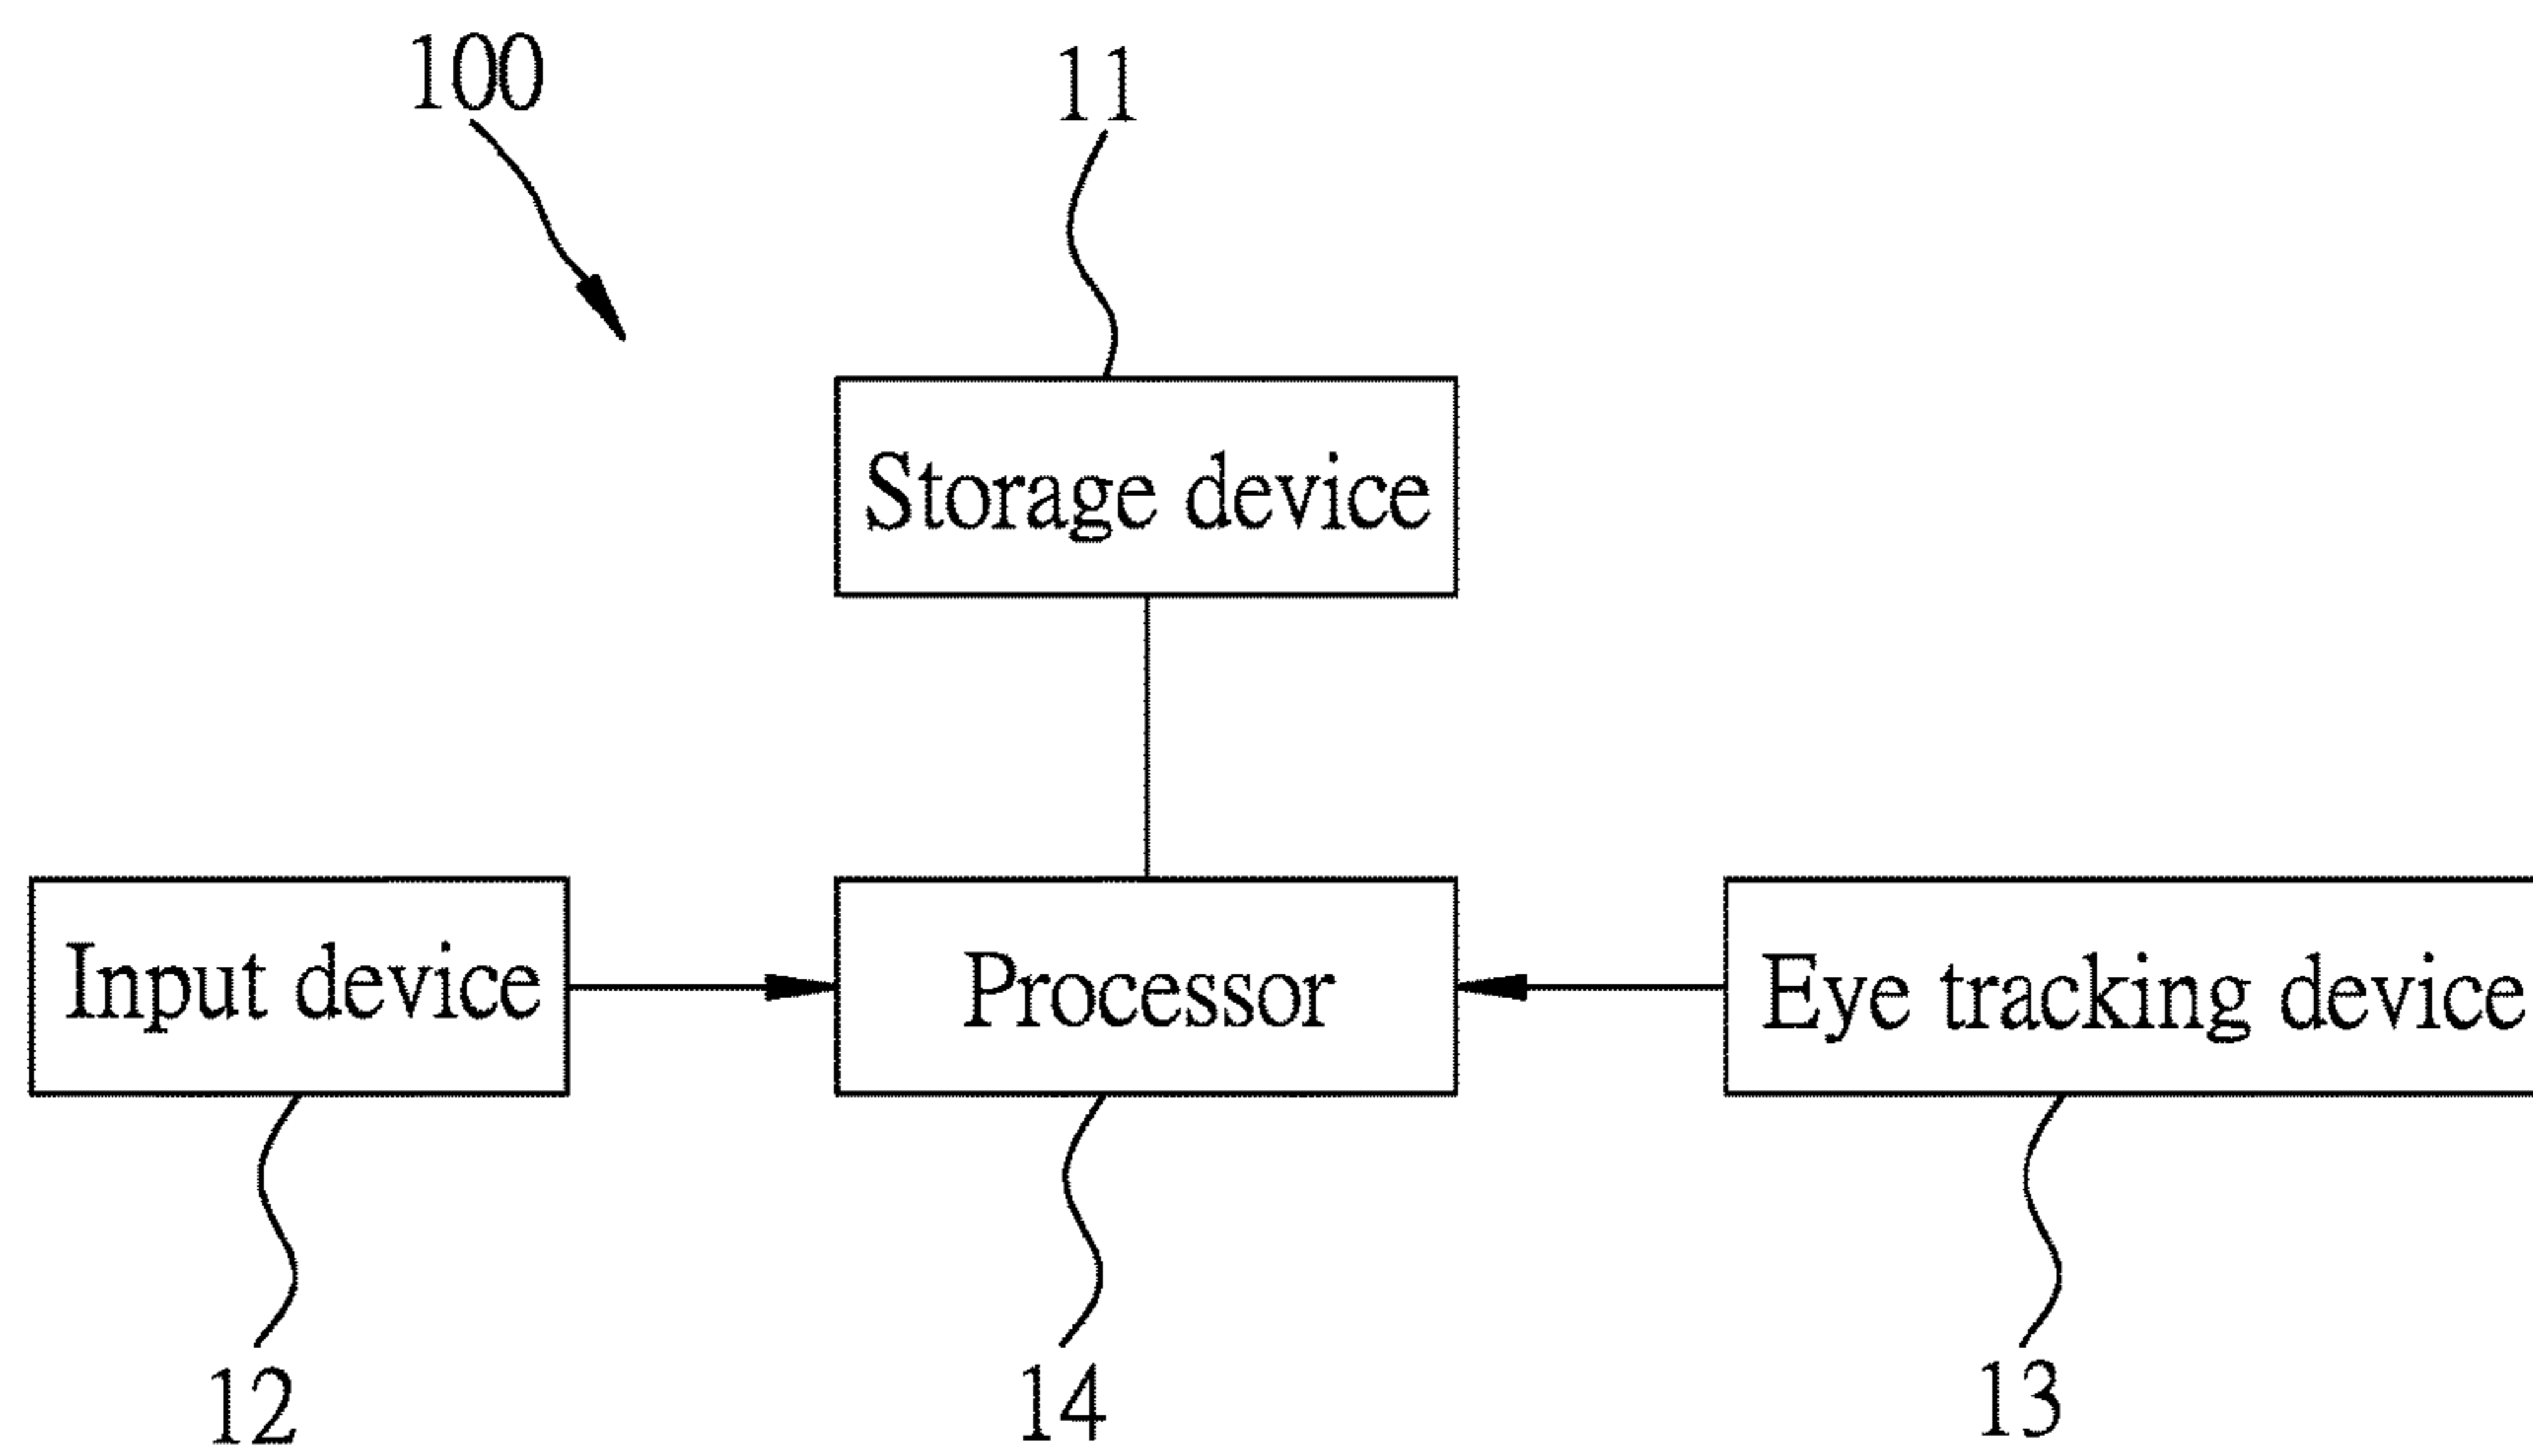 100
11
Storage device
Input device
Processor
Eye tracking device
12
14
13